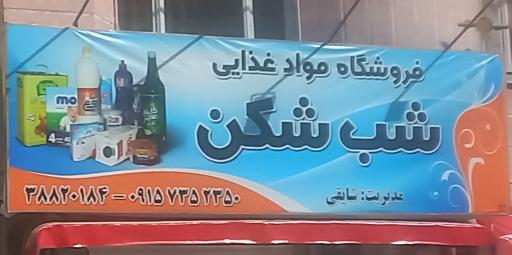 فروشگاه مواد غذایی
شب شکن
مدیریت: شایقی
۳۸۸۲۰۱۸۴ - ۰۹۱۵ ۷۳۵ ۲۳۵۰